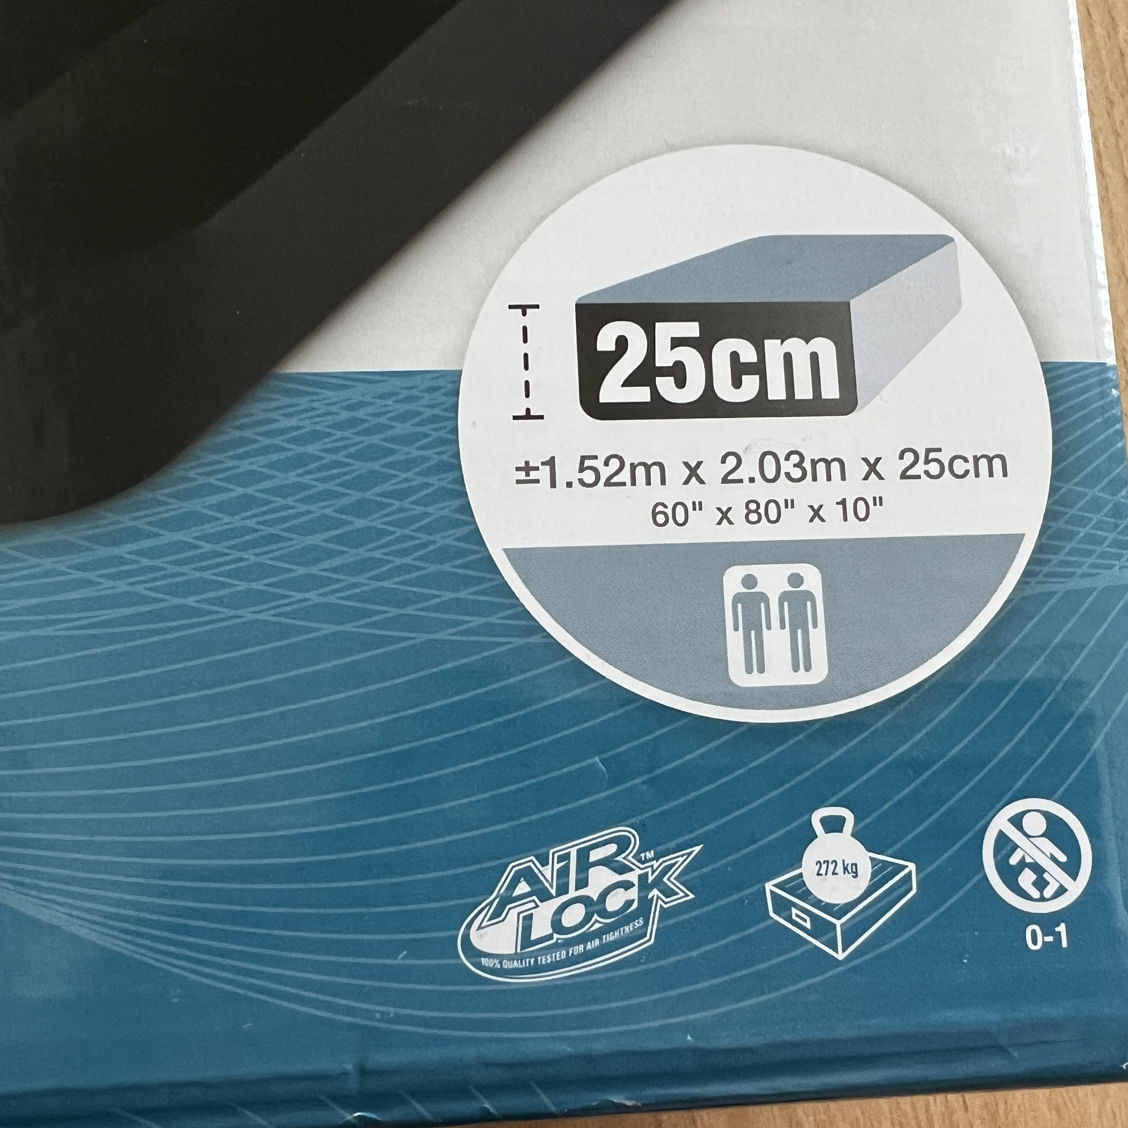 25cm
±1.52m x 2.03m x 25cm
60" x 80" x 10"
AIR LOCK™
100% QUALITY TESTED FOR AIR TIGHTNESS
272 kg
0-1